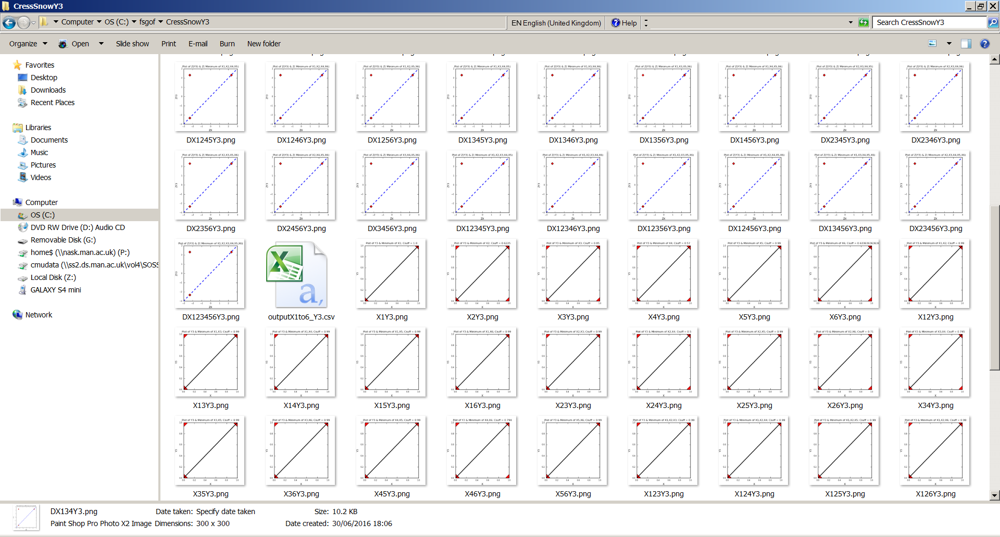 CressSnowY3
Computer OS (C:) fsgof CressSnowY3
EN English (United Kingdom) Help
Search CressSnowY3
Organize Open Slide show Print E-mail Burn New folder
Favorites
Desktop
Downloads
Recent Places
Libraries
Documents
Music
Pictures
Videos
Computer
OS (C:)
DVD RW Drive (D:) Audio CD
Removable Disk (G:)
home$ (\\nask.man.ac.uk) (P:)
cmudata (\\ss2.ds.man.ac.uk\vol4\SOSS
Local Disk (Z:)
GALAXY S4 mini
Network
DX1245Y3.png DX1246Y3.png DX1256Y3.png DX1345Y3.png DX1346Y3.png DX1356Y3.png DX1456Y3.png DX2345Y3.png DX2346Y3.png
DX2356Y3.png DX2456Y3.png DX3456Y3.png DX12345Y3.png DX12346Y3.png DX12356Y3.png DX12456Y3.png DX13456Y3.png DX23456Y3.png
DX123456Y3.png outputX1to6_Y3.csv X1Y3.png X2Y3.png X3Y3.png X4Y3.png X5Y3.png X6Y3.png X12Y3.png
X13Y3.png X14Y3.png X15Y3.png X16Y3.png X23Y3.png X24Y3.png X25Y3.png X26Y3.png X34Y3.png
X35Y3.png X36Y3.png X45Y3.png X46Y3.png X56Y3.png X123Y3.png X124Y3.png X125Y3.png X126Y3.png
DX134Y3.png Date taken: Specify date taken Size: 10.2 KB
Paint Shop Pro Photo X2 Image Dimensions: 300 x 300 Date created: 30/06/2016 18:06